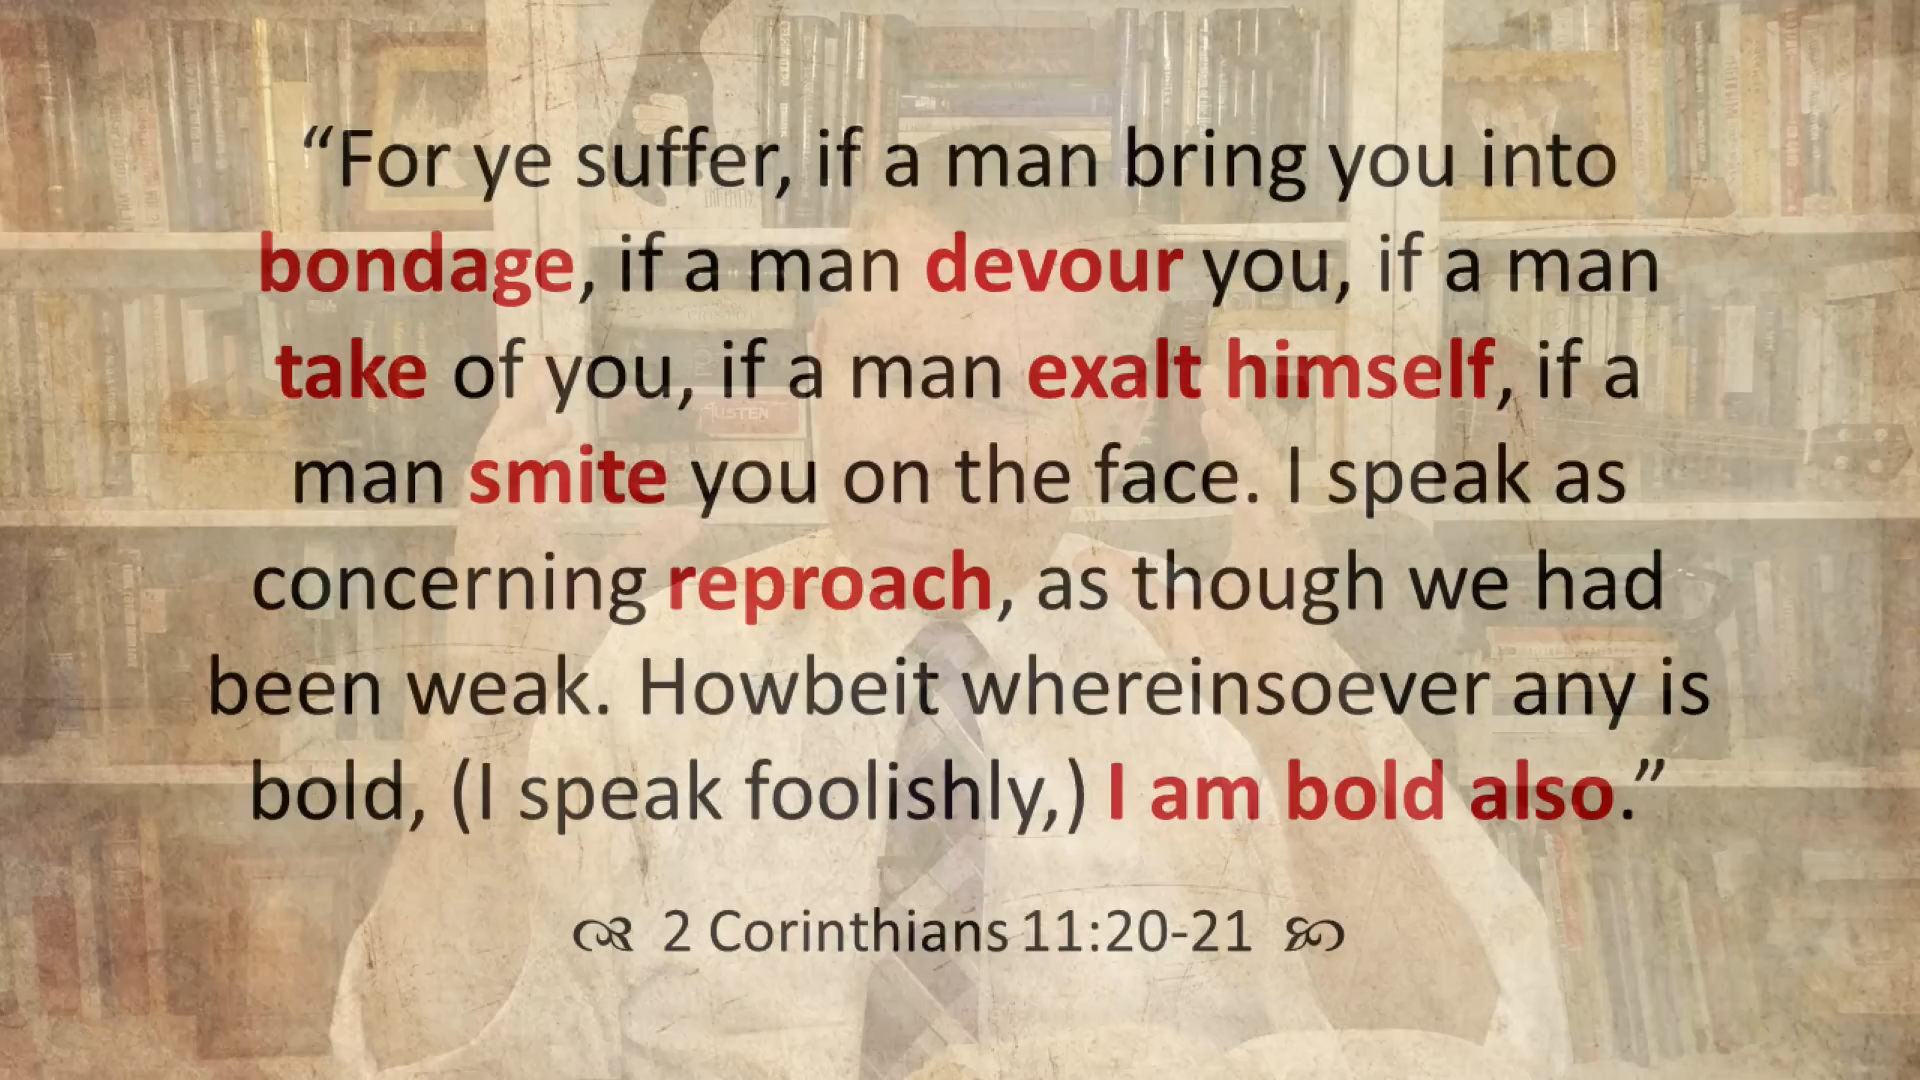 “For ye suffer, if a man bring you into
bondage, if a man devour you, if a man
take of you, if a man exalt himself, if a
man smite you on the face. I speak as
concerning reproach, as though we had
been weak. Howbeit whereinsoever any is
bold, (I speak foolishly,) I am bold also.”
2 Corinthians 11:20-21
AUSTEN